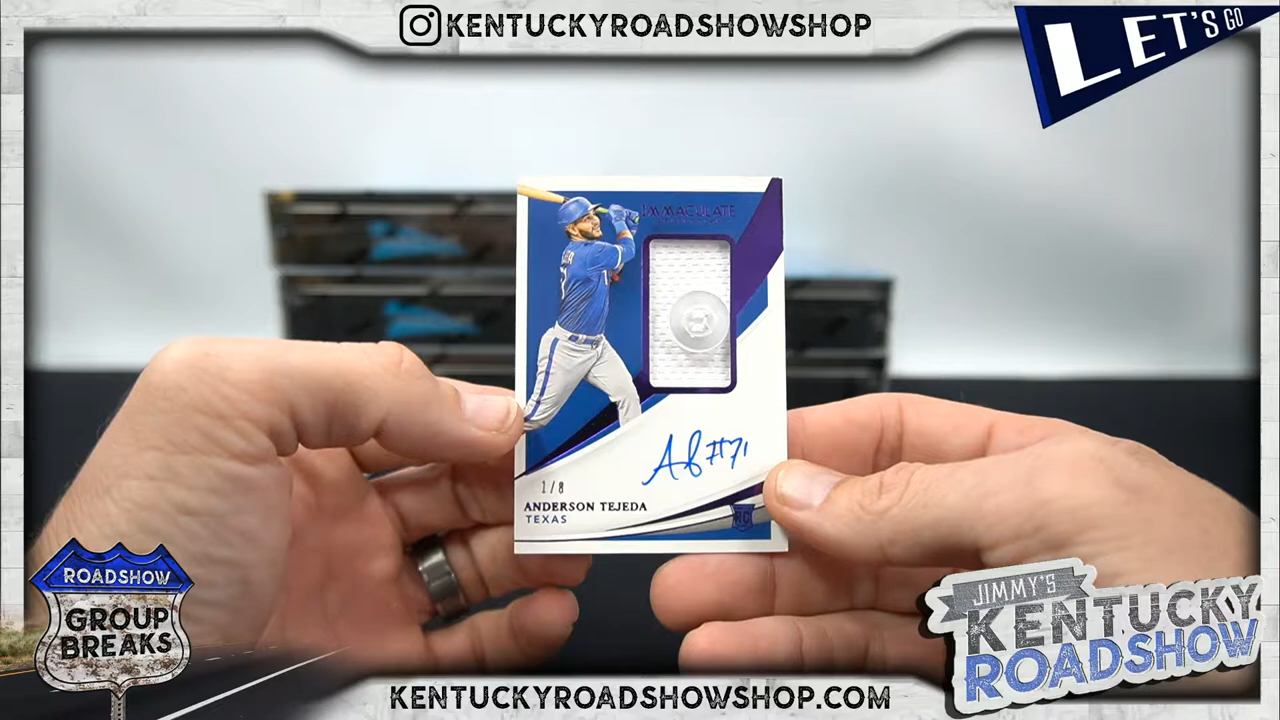 KENTUCKYROADSHOWSHOP
LET'S GO
IMMACULATE
A #71
1/8
ANDERSON TEJEDA
TEXAS
RC
ROADSHOW
GROUP
BREAKS
JIMMY'S
KENTUCKY
ROADSHOW
KENTUCKYROADSHOWSHOP.COM